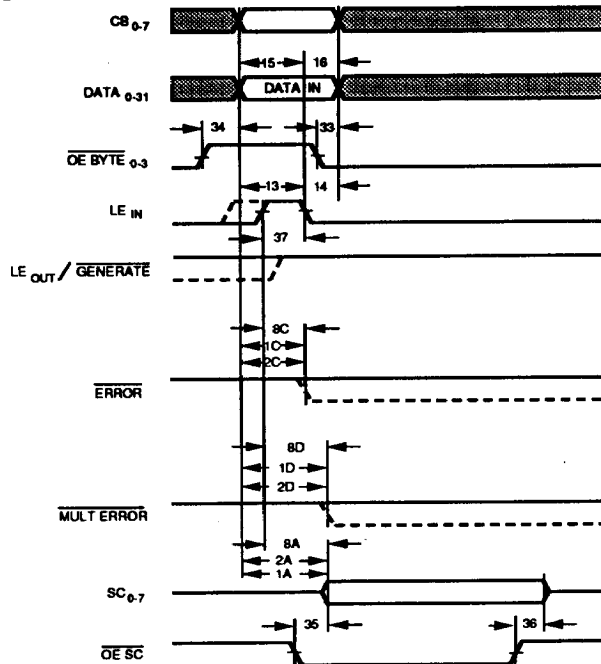 CB 0-7
15 16
DATA 0-31
DATA IN
34 33
OE BYTE 0-3
13 14
LE IN
37
LE OUT / GENERATE
8C
1C
2C
ERROR
8D
1D
2D
MULT ERROR
8A
2A
1A
SC 0-7
35 36
OE SC